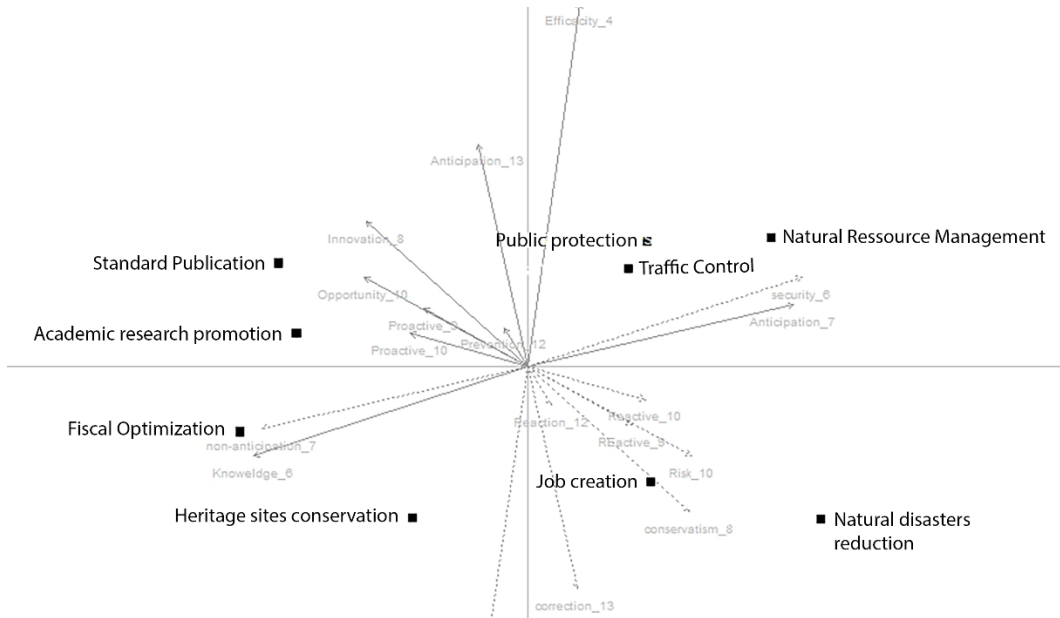 Efficacity_4
Anticipation_13
Innovation_8
Public protection
Natural Ressource Management
Standard Publication
Traffic Control
Opportunity_10
security_6
Proactive_9
Anticipation_7
Academic research promotion
Prevention_12
Proactive_10
Reactive_10
Reaction_12
Fiscal Optimization
REactive_9
non-anticipation_7
Knoweldge_6
Risk_10
Job creation
Heritage sites conservation
conservatism_8
Natural disasters
reduction
correction_13